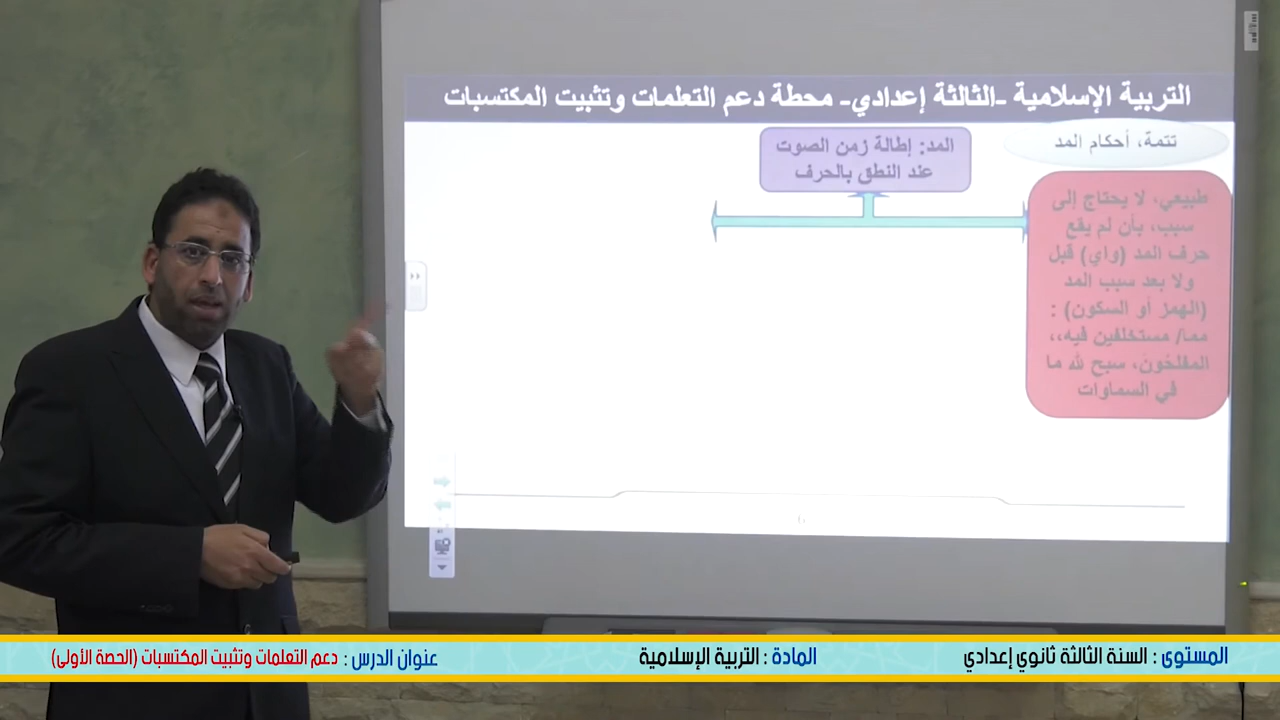 التربية الإسلامية -الثالثة إعدادي- محطة دعم التعلمات وتثبيت المكتسبات
تتمة، أحكام المد
المد: إطالة زمن الصوت
عند النطق بالحرف
طبيعي، لا يحتاج إلى
سبب، بأن لم يقع
حرف المد (واي) قبل
ولا بعد سبب المد
(الهمز أو السكون) :
مما/ مستخلفين فيه،،
المفلحون، سبح لله ما
في السماوات
المستوى : السنة الثالثة ثانوي إعدادي
المادة : التربية الإسلامية
عنوان الدرس : دعم التعلمات وتثبيت المكتسبات (الحصة الأولى)